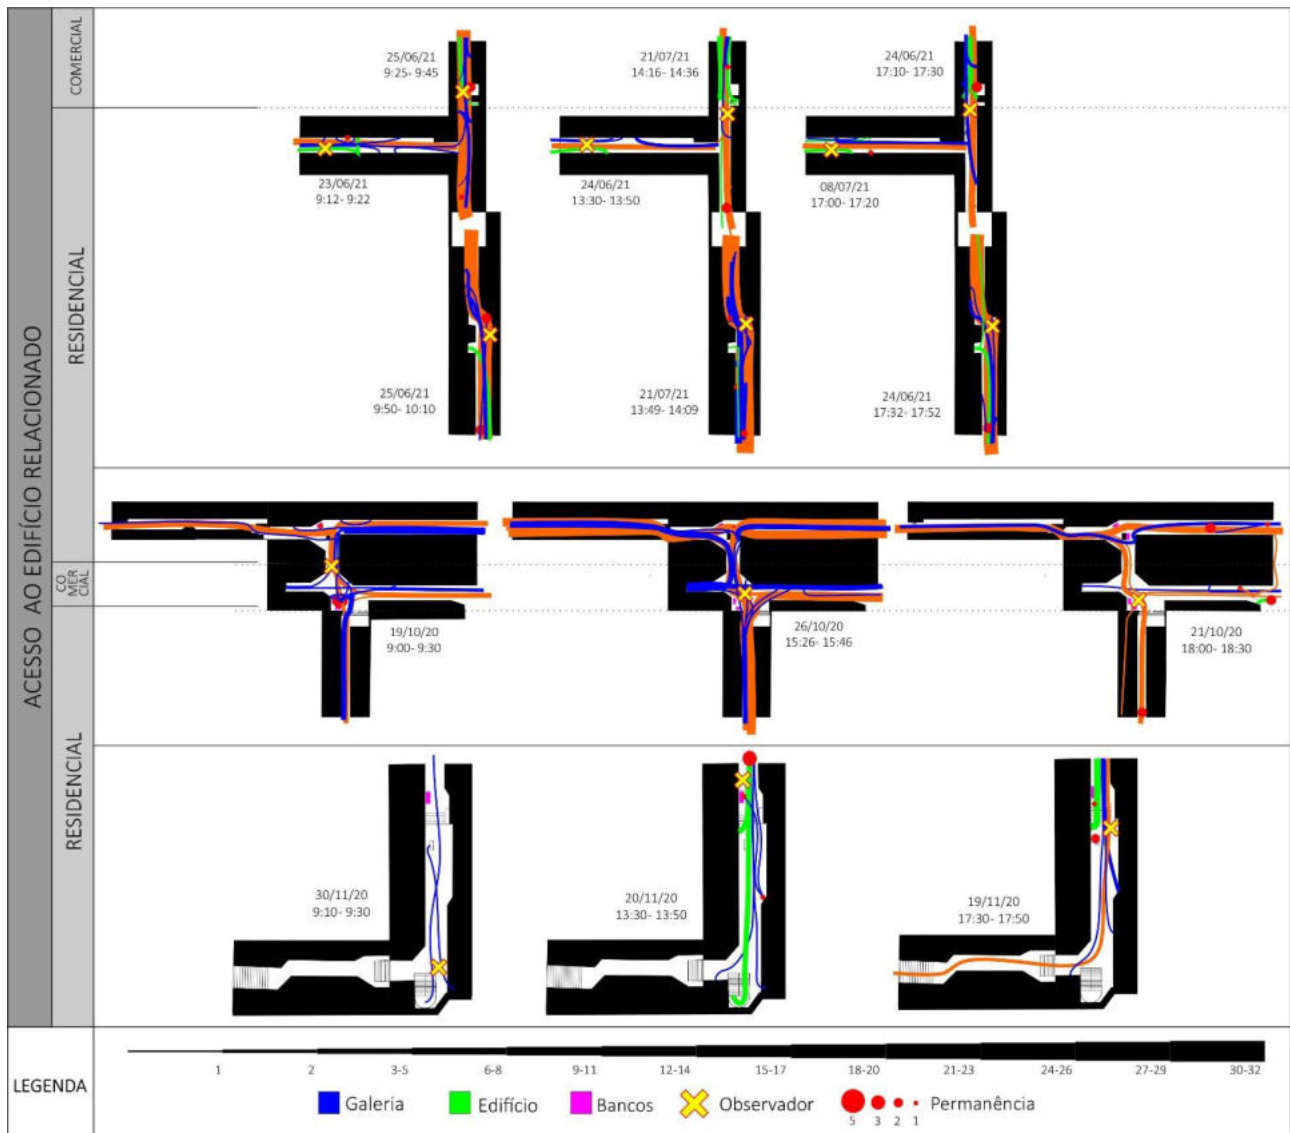 ACESSO AO EDIFÍCIO RELACIONADO
COMERCIAL
RESIDENCIAL
25/06/21
9:25- 9:45
21/07/21
14:16- 14:36
24/06/21
17:10- 17:30
23/06/21
9:12- 9:22
24/06/21
13:30- 13:50
08/07/21
17:00- 17:20
25/06/21
9:50- 10:10
21/07/21
13:49- 14:09
24/06/21
17:32- 17:52
CO
MER
CIAL
19/10/20
9:00- 9:30
26/10/20
15:26- 15:46
21/10/20
18:00- 18:30
RESIDENCIAL
30/11/20
9:10- 9:30
20/11/20
13:30- 13:50
19/11/20
17:30- 17:50
LEGENDA
1 2 3-5 6-8 9-11 12-14 15-17 18-20 21-23 24-26 27-29 30-32
Galeria Edifício Bancos Observador Permanência
5 3 2 1